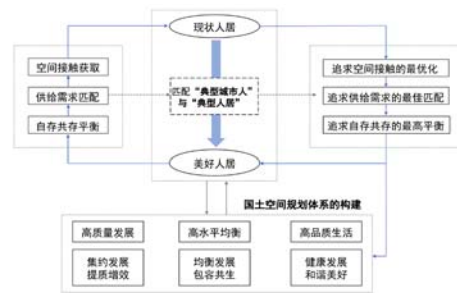 现状人居
空间接触获取
供给需求匹配
自存共存平衡
匹配“典型城市人”
与“典型人居”
追求空间接触的最优化
追求供给需求的最佳匹配
追求自存共存的最高平衡
美好人居
国土空间规划体系的构建
高质量发展
高水平均衡
高品质生活
集约发展
提质增效
均衡发展
包容共生
健康发展
和谐美好